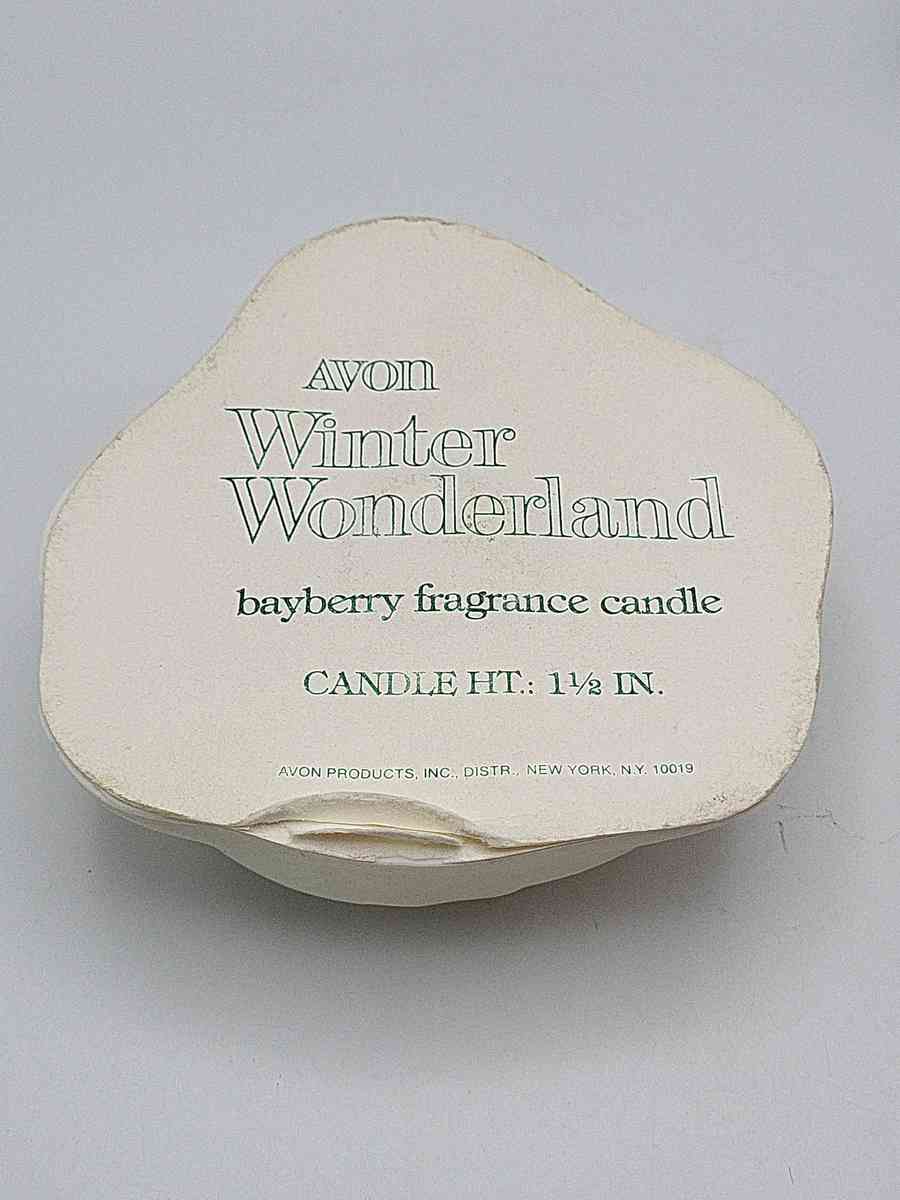 AVON
Winter
Wonderland
bayberry fragrance candle
CANDLE HT.: 1½ IN.
AVON PRODUCTS, INC., DISTR., NEW YORK, N.Y. 10019